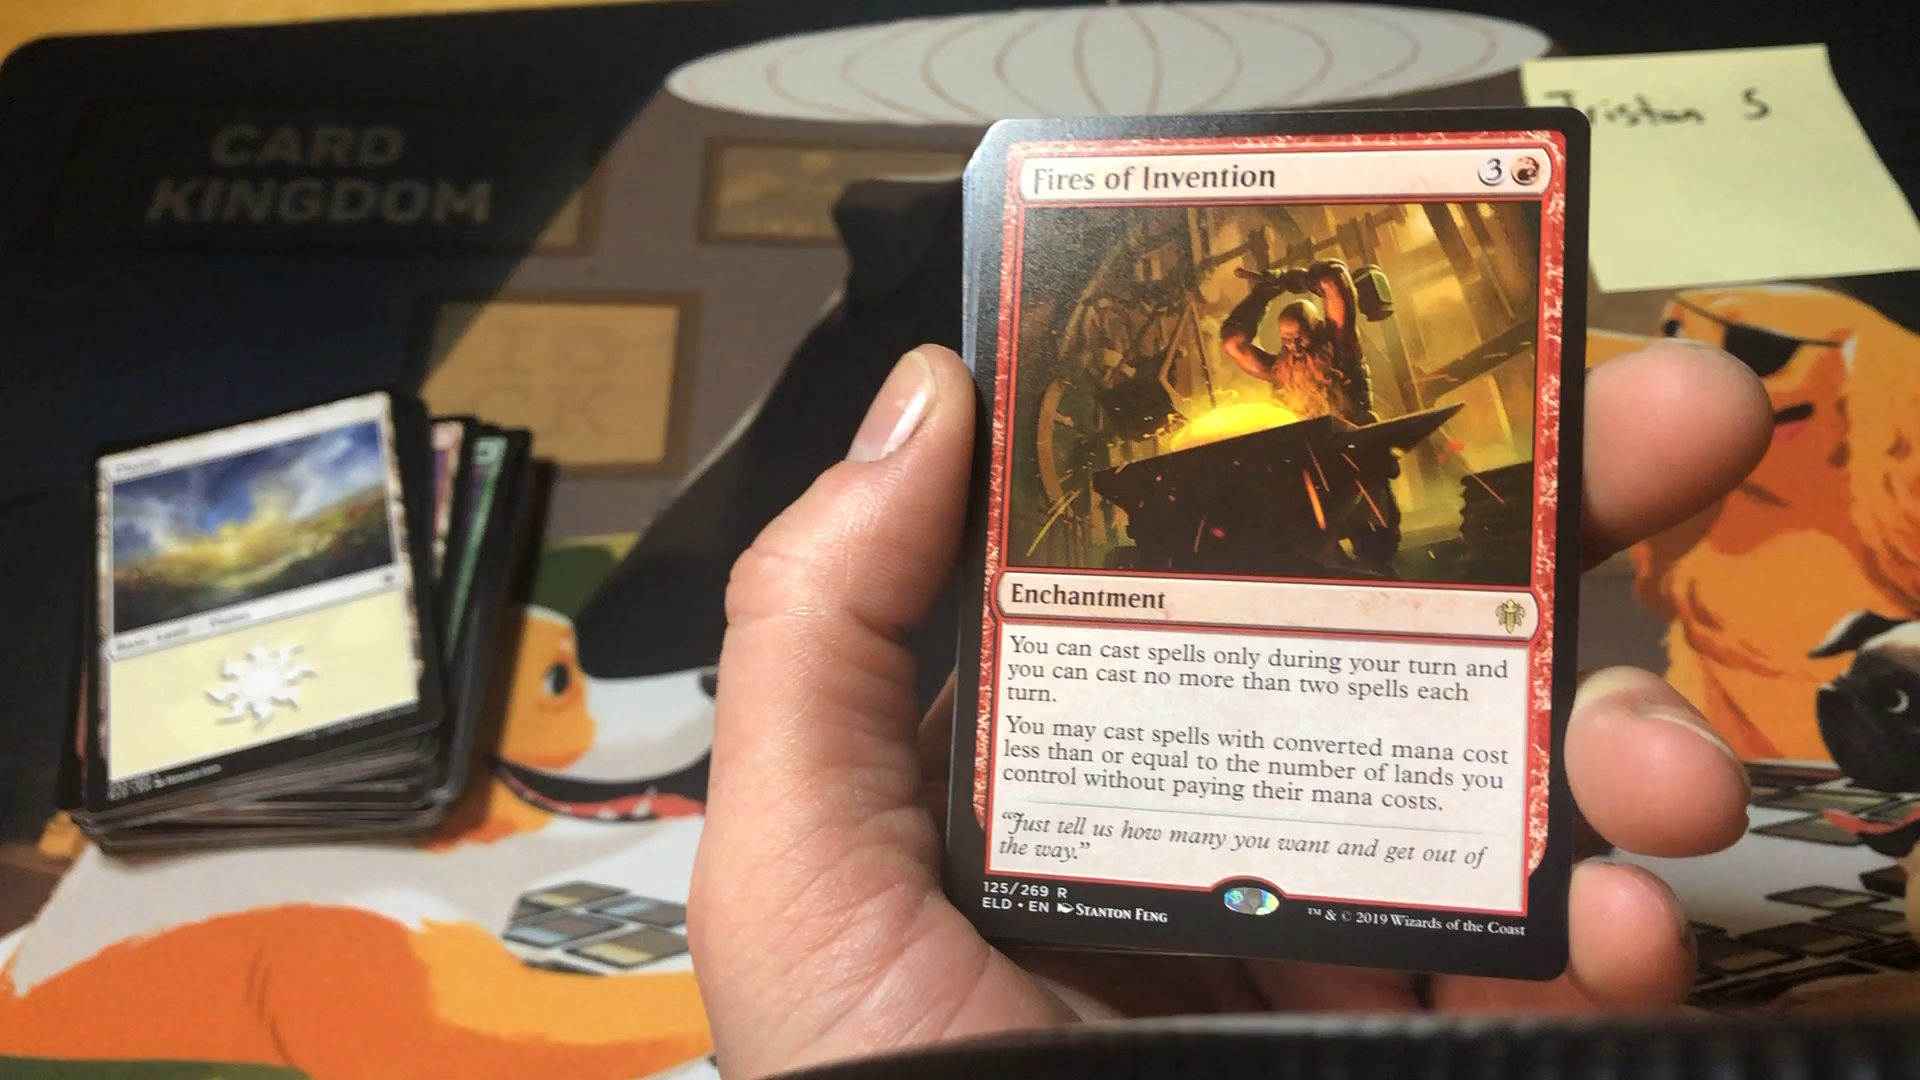 CARD
KINGDOM
Tristan S
Fires of Invention
3
Enchantment
You can cast spells only during your turn and
you can cast no more than two spells each
turn.
You may cast spells with converted mana cost
less than or equal to the number of lands you
control without paying their mana costs.
“Just tell us how many you want and get out of
the way.”
125/269 R
ELD • EN STANTON FENG
™ & © 2019 Wizards of the Coast